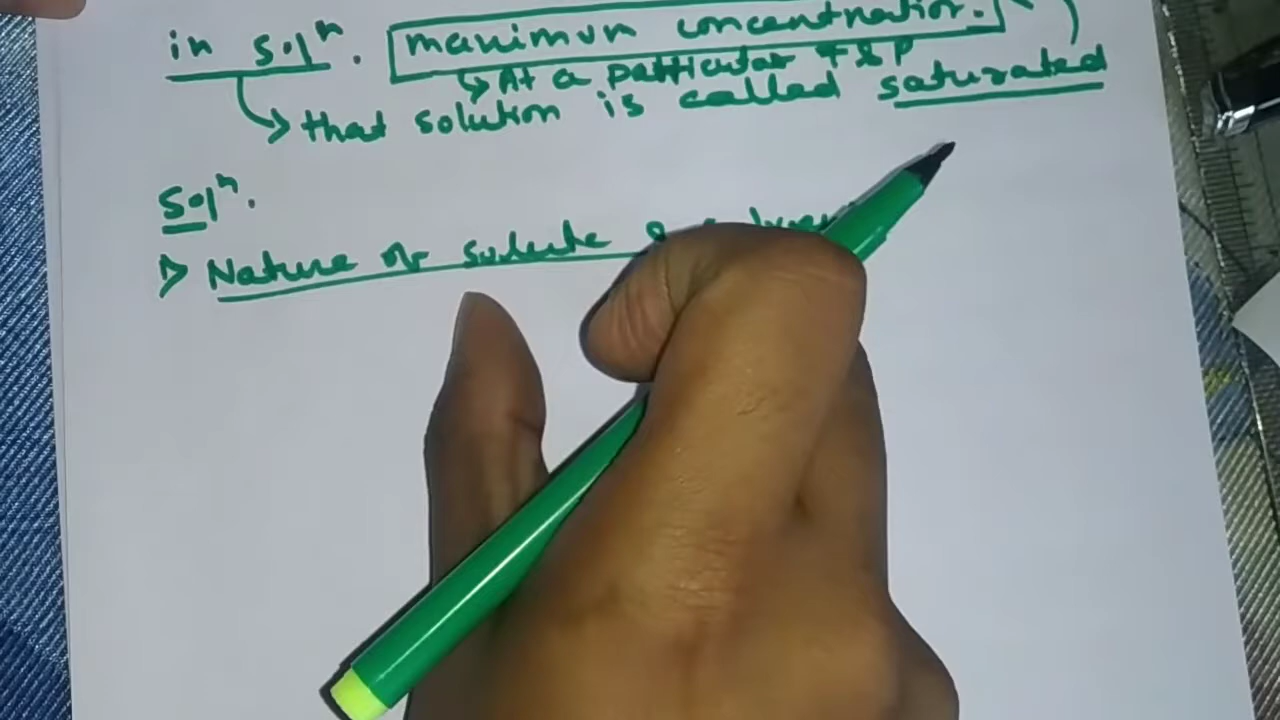 in solⁿ. maximum concentration.
→ At a particular T & P
→ that solution is called saturated
Solⁿ.
Nature of solute &